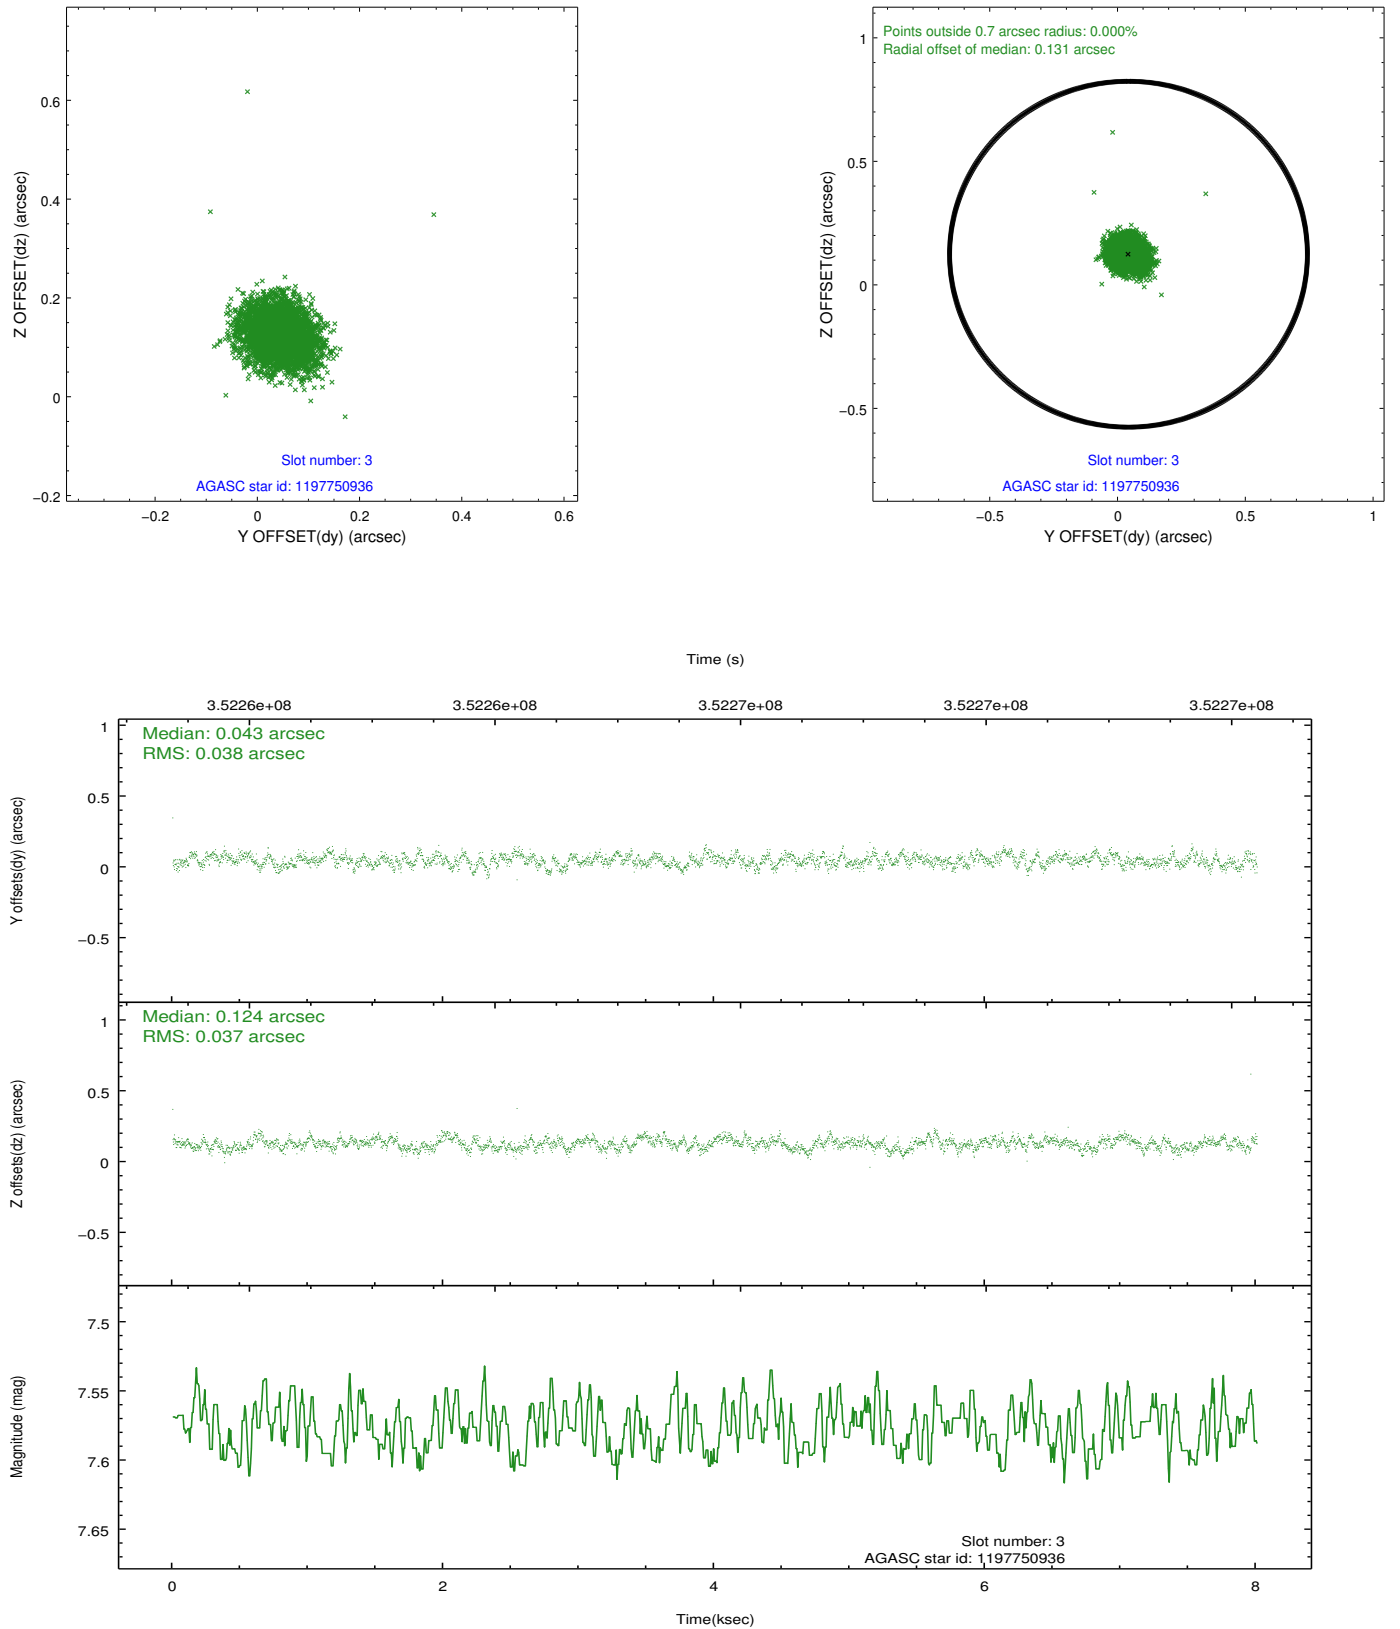 0.6
0.4
0.2
0
−0.2
Z OFFSET(dz) (arcsec)
Slot number: 3
AGASC star id: 1197750936
−0.2
0
0.2
0.4
0.6
Y OFFSET(dy) (arcsec)
Points outside 0.7 arcsec radius: 0.000%
Radial offset of median: 0.131 arcsec
1
0.5
0
−0.5
Z OFFSET(dz) (arcsec)
Slot number: 3
AGASC star id: 1197750936
−0.5
0
0.5
1
Y OFFSET(dy) (arcsec)
Time (s)
3.5226e+08
3.5226e+08
3.5227e+08
3.5227e+08
3.5227e+08
Median: 0.043 arcsec
RMS: 0.038 arcsec
1
0.5
0
−0.5
Y offsets(dy) (arcsec)
Median: 0.124 arcsec
RMS: 0.037 arcsec
1
0.5
0
−0.5
Z offsets(dz) (arcsec)
7.5
7.55
7.6
7.65
Magnitude (mag)
Slot number: 3
AGASC star id: 1197750936
0
2
4
6
8
Time(ksec)